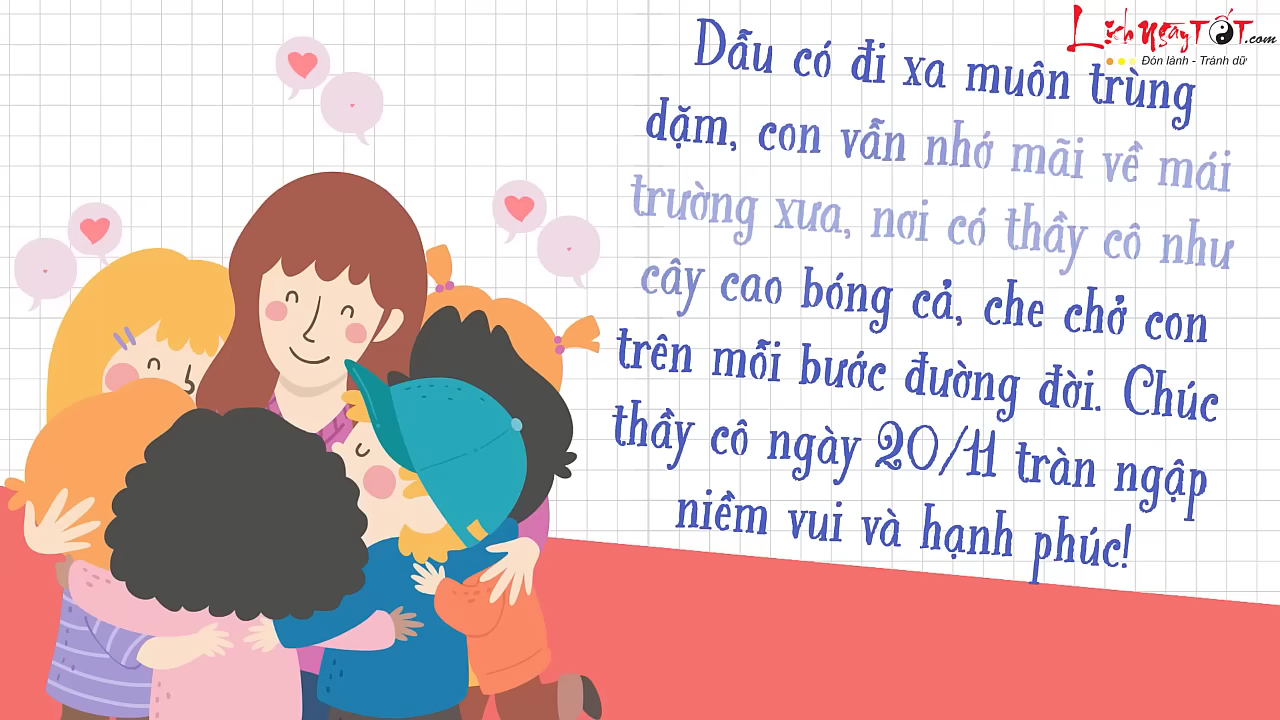 LịchNgàyTỐT.com
Đón lành - Tránh dữ
Dẫu có đi xa muôn trùng
dặm, con vẫn nhớ mãi về mái
trường xưa, nơi có thầy cô như
cây cao bóng cả, che chở con
trên mỗi bước đường đời. Chúc
thầy cô ngày 20/11 tràn ngập
niềm vui và hạnh phúc!